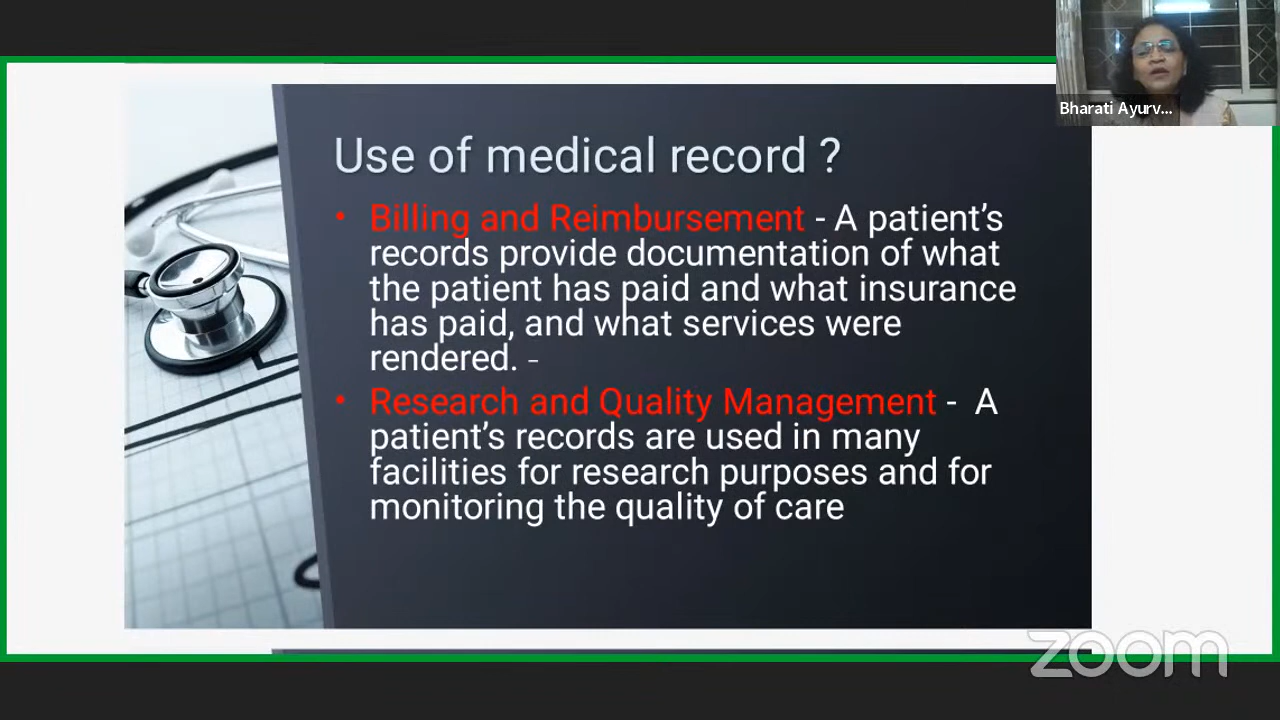 Bharati Ayurv...
Use of medical record ?
• Billing and Reimbursement - A patient's
records provide documentation of what
the patient has paid and what insurance
has paid, and what services were
rendered. -
• Research and Quality Management - A
patient's records are used in many
facilities for research purposes and for
monitoring the quality of care
zoom